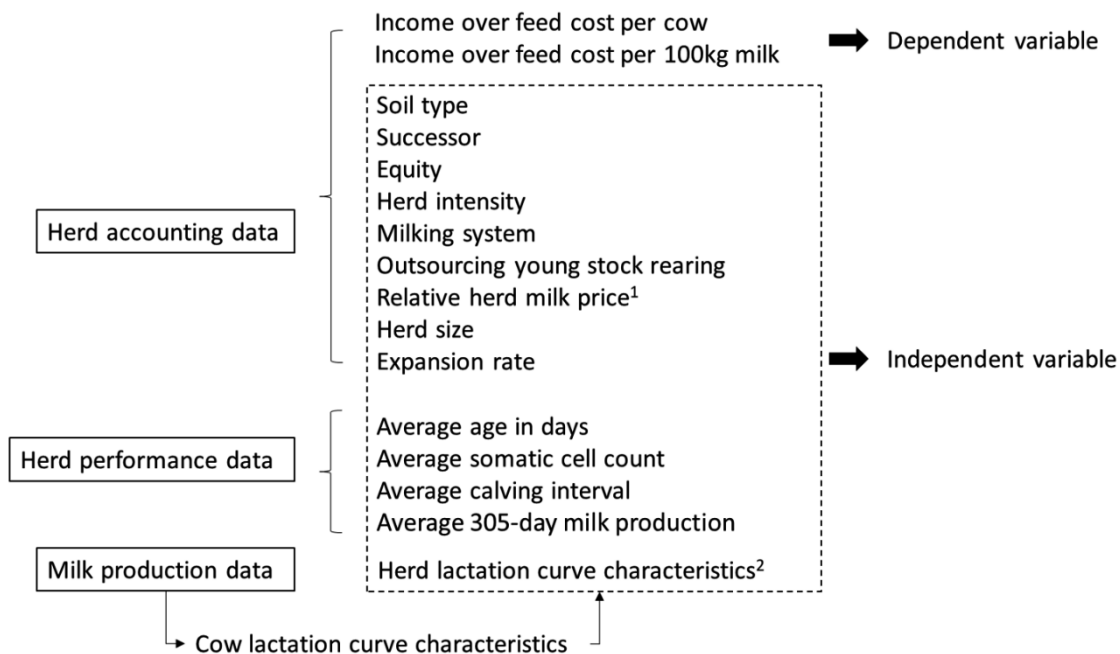 Income over feed cost per cow
Income over feed cost per 100kg milk
Dependent variable
Soil type
Successor
Equity
Herd intensity
Milking system
Outsourcing young stock rearing
Relative herd milk price¹
Herd size
Expansion rate
Herd accounting data
Independent variable
Average age in days
Average somatic cell count
Average calving interval
Average 305-day milk production
Herd performance data
Milk production data
Herd lactation curve characteristics²
Cow lactation curve characteristics